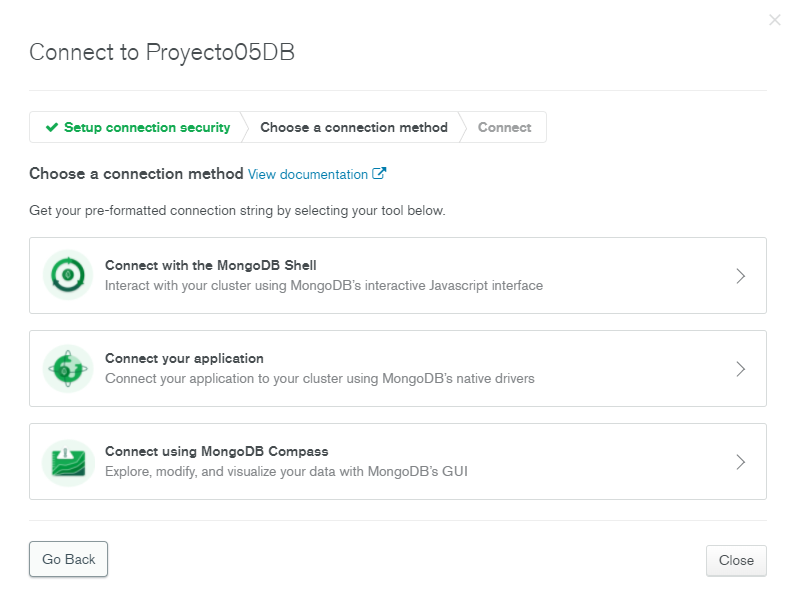 Connect to Proyecto05DB
Setup connection security
Choose a connection method
Connect
Choose a connection method View documentation
Get your pre-formatted connection string by selecting your tool below.
Connect with the MongoDB Shell
Interact with your cluster using MongoDB's interactive Javascript interface
Connect your application
Connect your application to your cluster using MongoDB's native drivers
Connect using MongoDB Compass
Explore, modify, and visualize your data with MongoDB's GUI
Go Back
Close